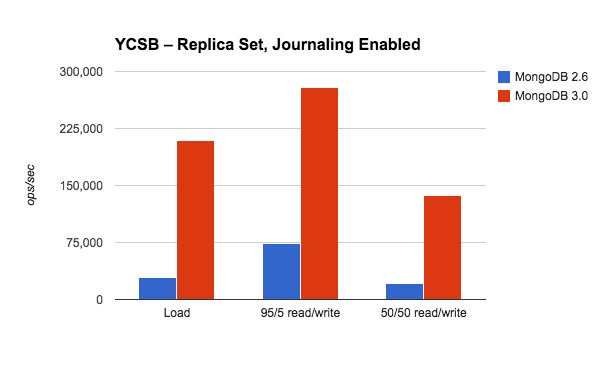 YCSB – Replica Set, Journaling Enabled
MongoDB 2.6
MongoDB 3.0
ops/sec
300,000
225,000
150,000
75,000
0
Load
95/5 read/write
50/50 read/write